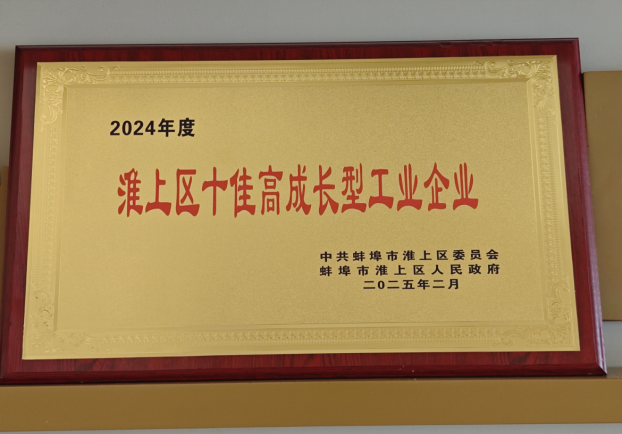 2024年度
淮上区十佳高成长型工业企业
中共蚌埠市淮上区委员会
蚌埠市淮上区人民政府
二0二五年二月